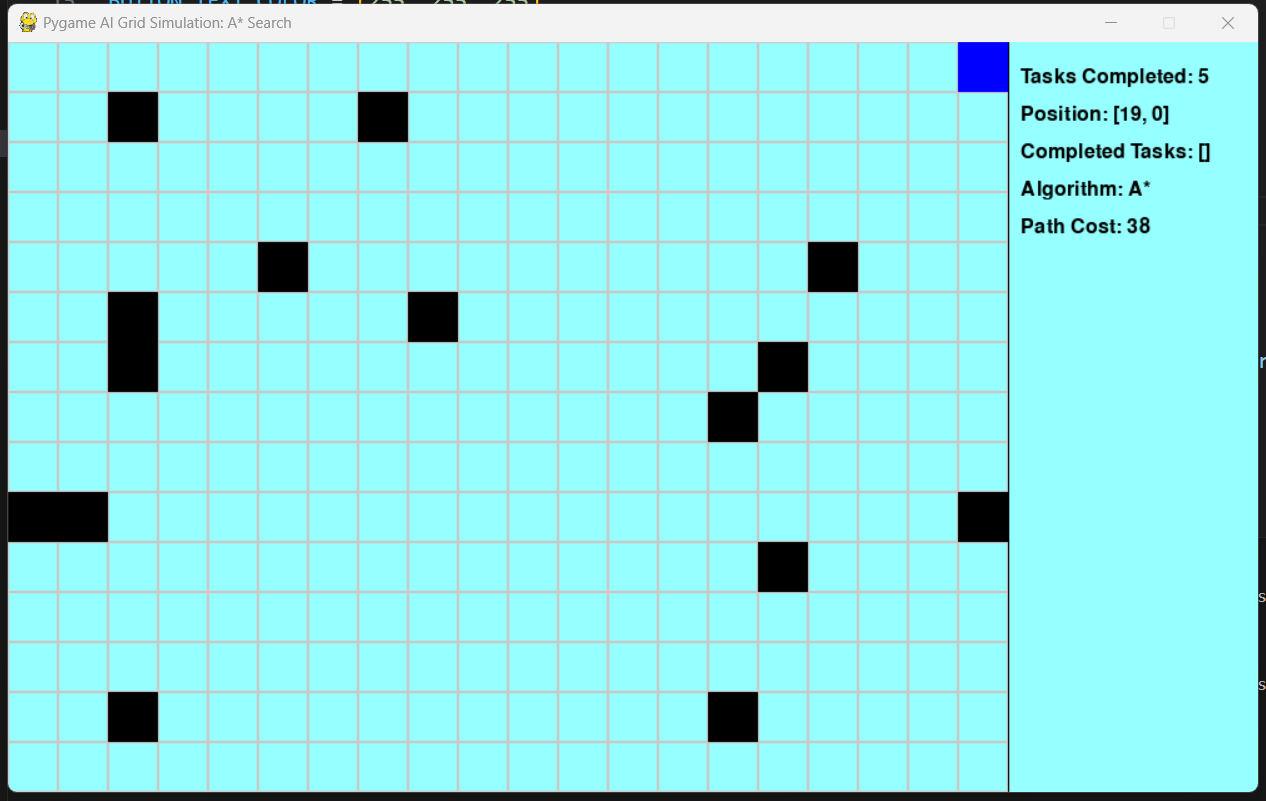 Pygame AI Grid Simulation: A* Search
Tasks Completed: 5
Position: [19, 0]
Completed Tasks: []
Algorithm: A*
Path Cost: 38
r
s
s